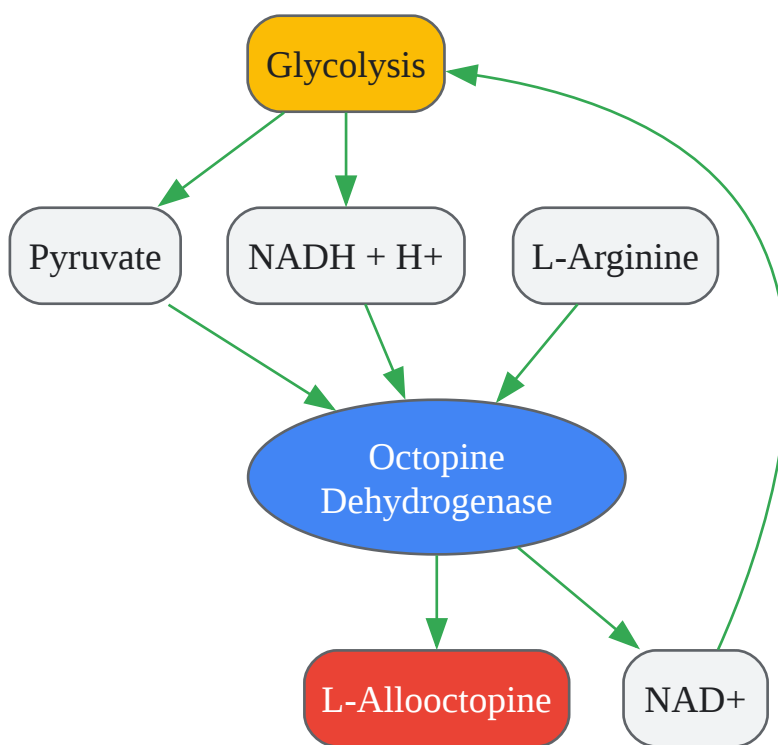 Glycolysis
Pyruvate
NADH + H+
L-Arginine
Octopine
Dehydrogenase
L-Allooctopine
NAD+